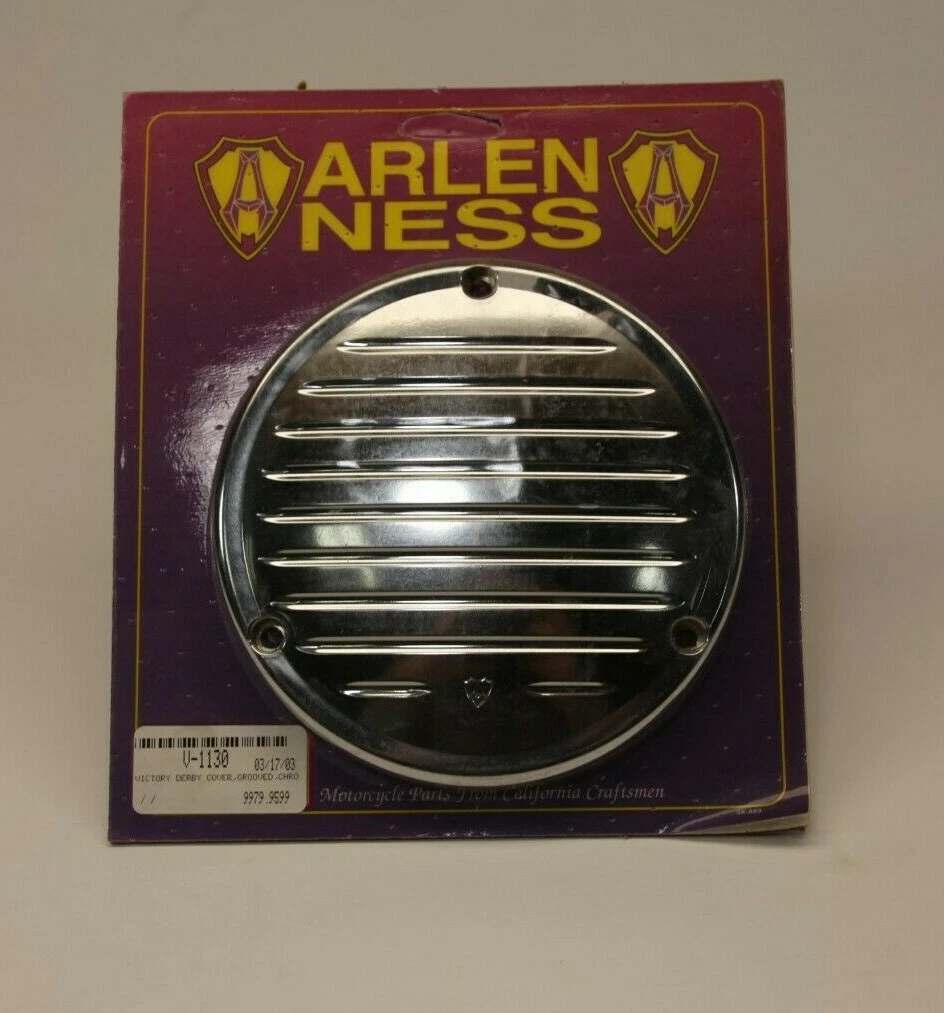 ARLEN
NESS
V-1130 03/17/03
VICTORY DERBY COVER,GROOVED,CHRO
/ / 9979.9599
Motorcycle Parts From California Craftsmen